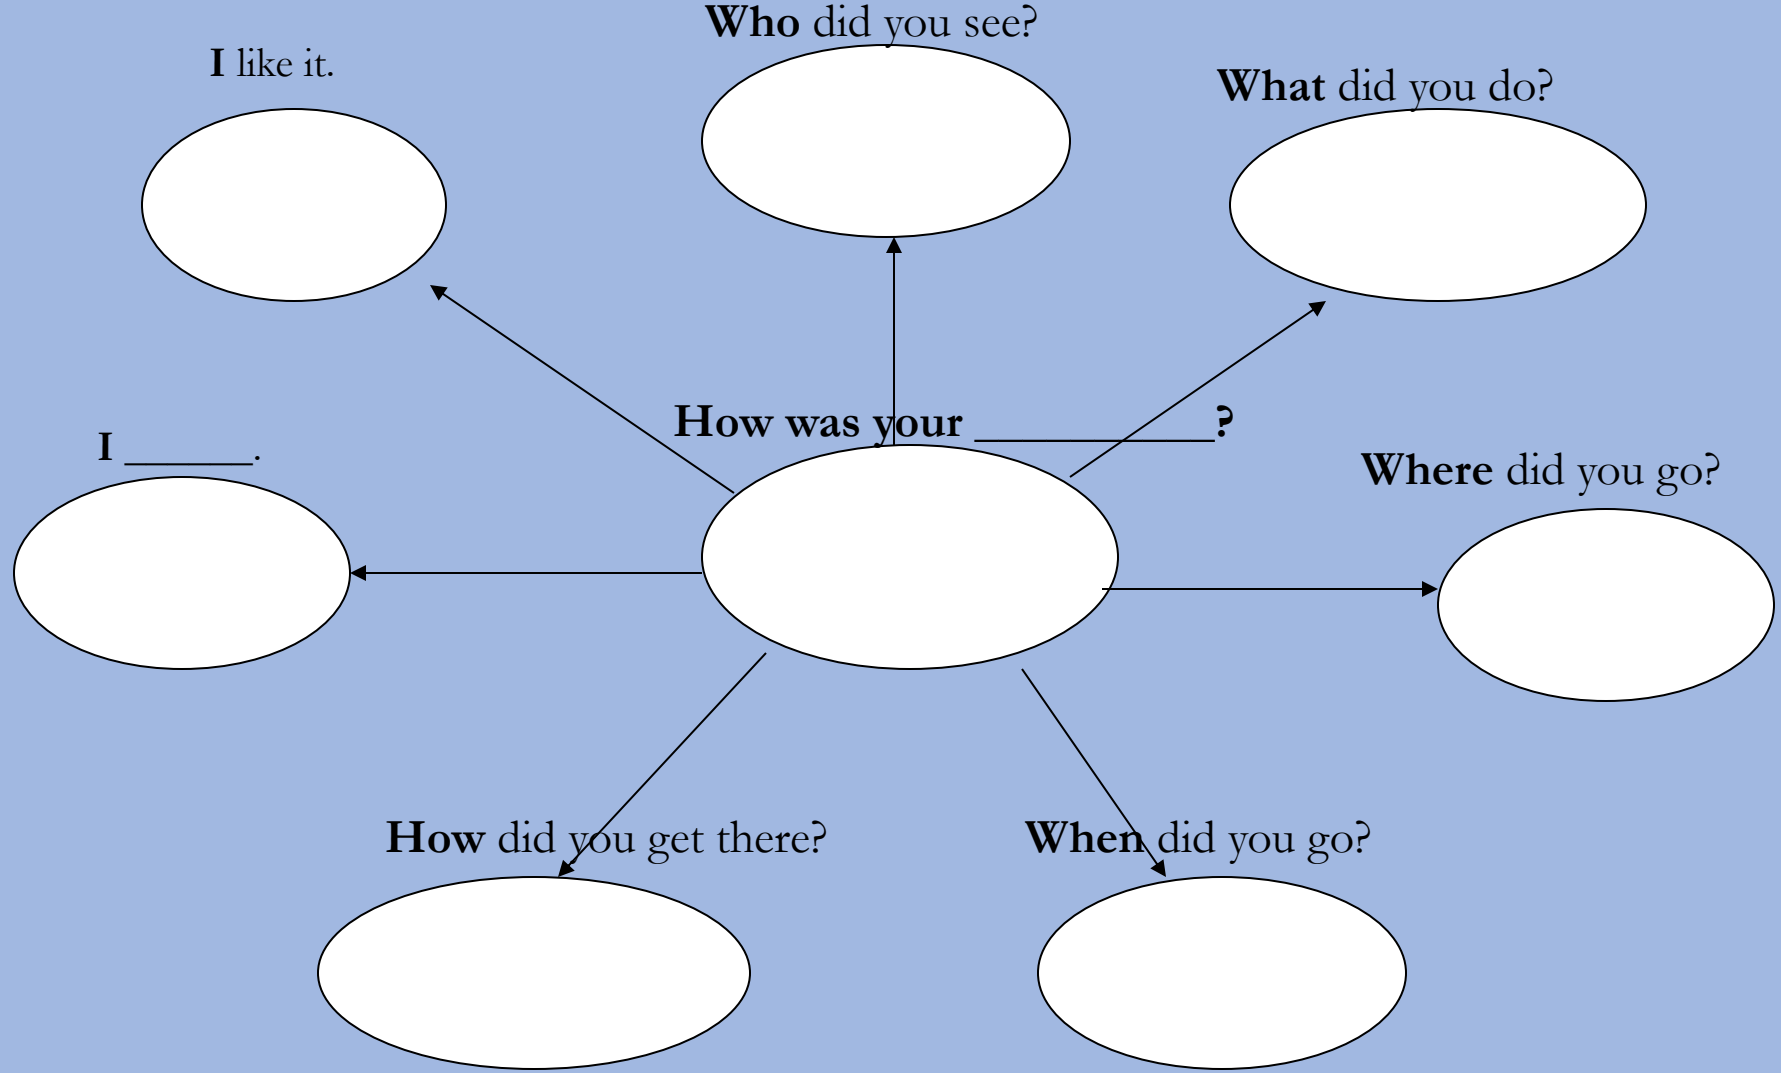 Who did you see?
I like it.
What did you do?
How was your __________?
I ______.
Where did you go?
How did you get there?
When did you go?